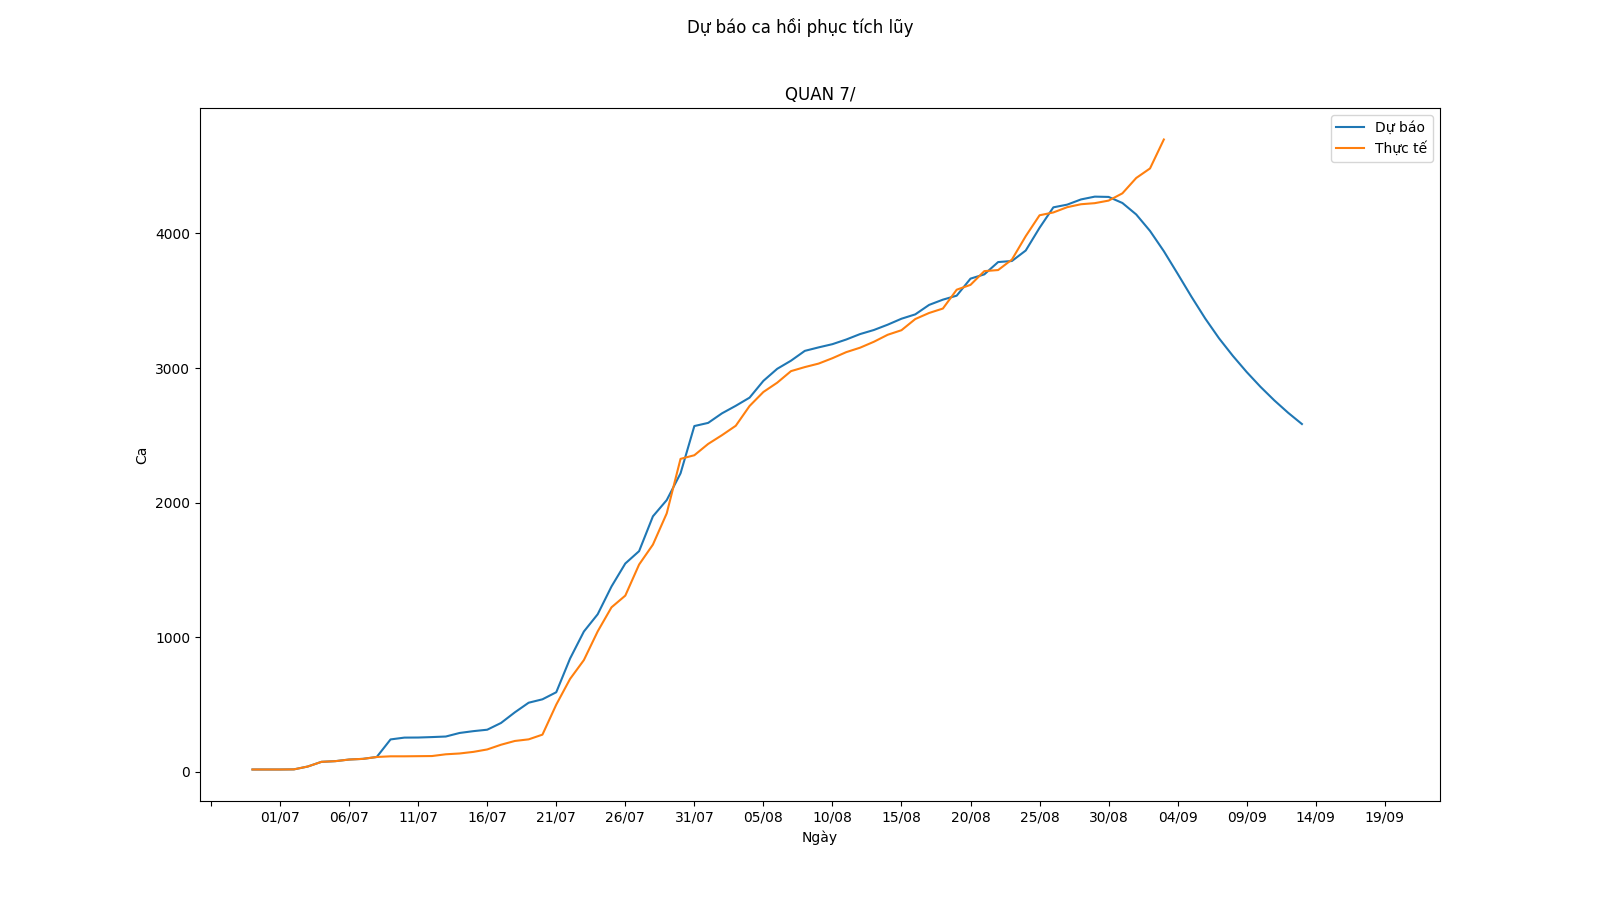 Dự báo ca hồi phục tích lũy
QUAN 7/
Dự báo
Thực tế
4000
3000
2000
1000
0
Ca
01/07 06/07 11/07 16/07 21/07 26/07 31/07 05/08 10/08 15/08 20/08 25/08 30/08 04/09 09/09 14/09 19/09
Ngày